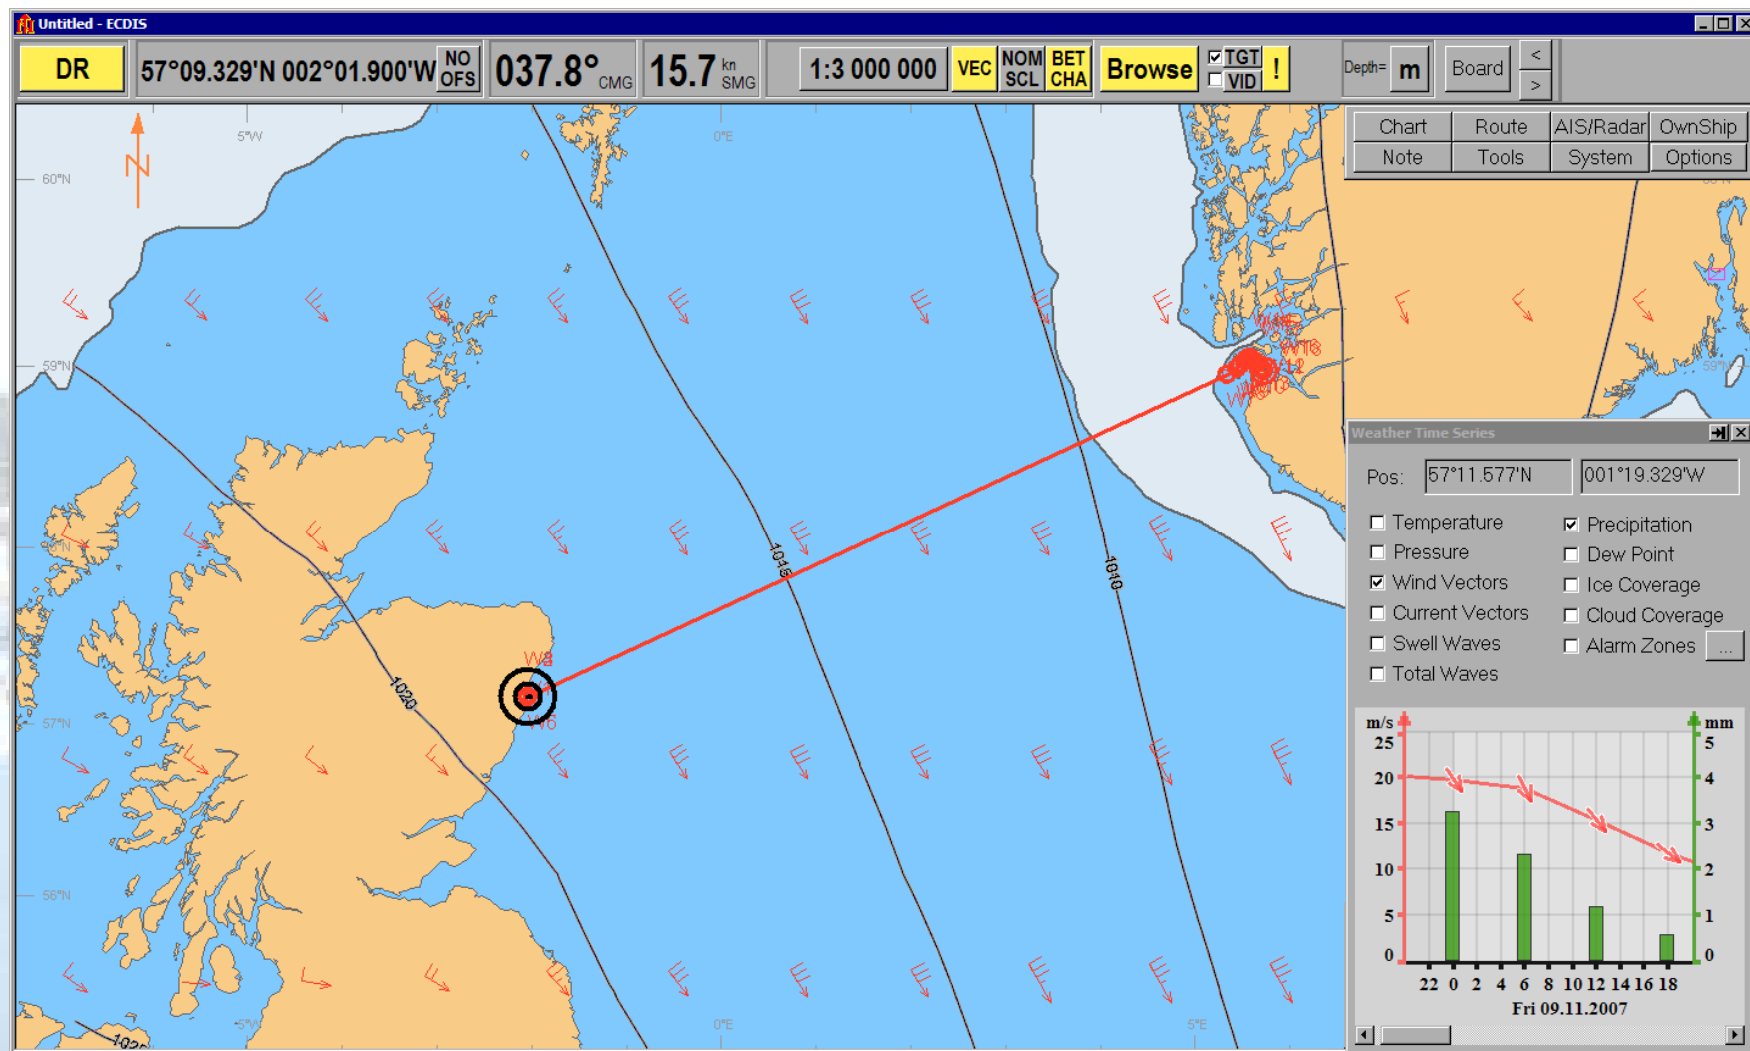 Untitled - ECDIS
DR
57°09.329'N 002°01.900'W
NO OFS
037.8° CMG
15.7 kn SMG
1:3 000 000
VEC
NOM SCL
BET CHA
Browse
TGT
VID
!
Depth= m
Board
<
>
Chart Route AIS/Radar OwnShip
Note Tools System Options
5°W 0°E
N
60°N
59°N
59°N
W18
W12
1015
1010
W6
1020
57°N
56°N
5°W 0°E 5°E
Weather Time Series
Pos: 57°11.577'N 001°19.329'W
Temperature Precipitation
Pressure Dew Point
Wind Vectors Ice Coverage
Current Vectors Cloud Coverage
Swell Waves Alarm Zones ...
Total Waves
m/s mm
25 5
20 4
15 3
10 2
5 1
0 0
22 0 2 4 6 8 10 12 14 16 18
Fri 09.11.2007